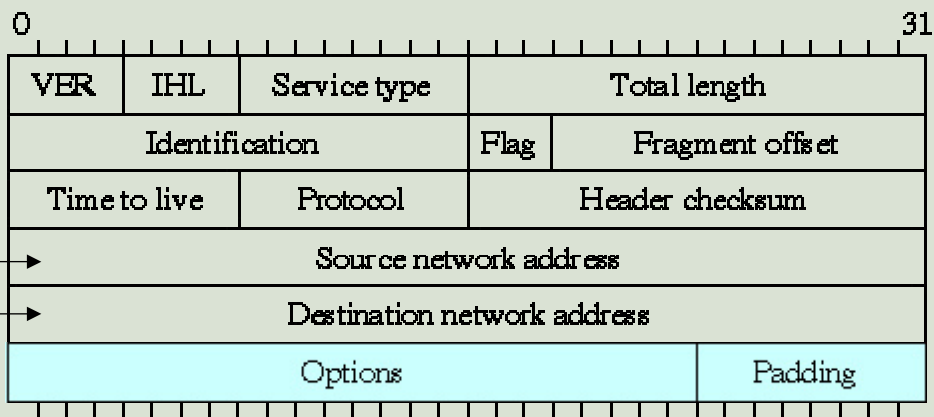 0 31
VER IHL Service type Total length
Identification Flag Fragment offset
Time to live Protocol Header checksum
Source network address
Destination network address
Options Padding